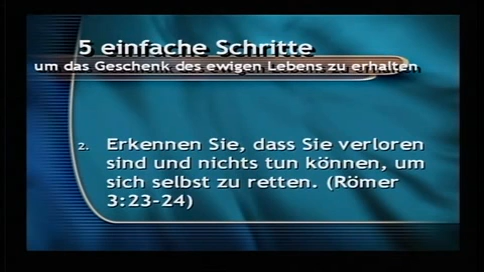 5 einfache Schritte
um das Geschenk des ewigen Lebens zu erhalten
2. Erkennen Sie, dass Sie verloren
sind und nichts tun können, um
sich selbst zu retten. (Römer
3:23-24)